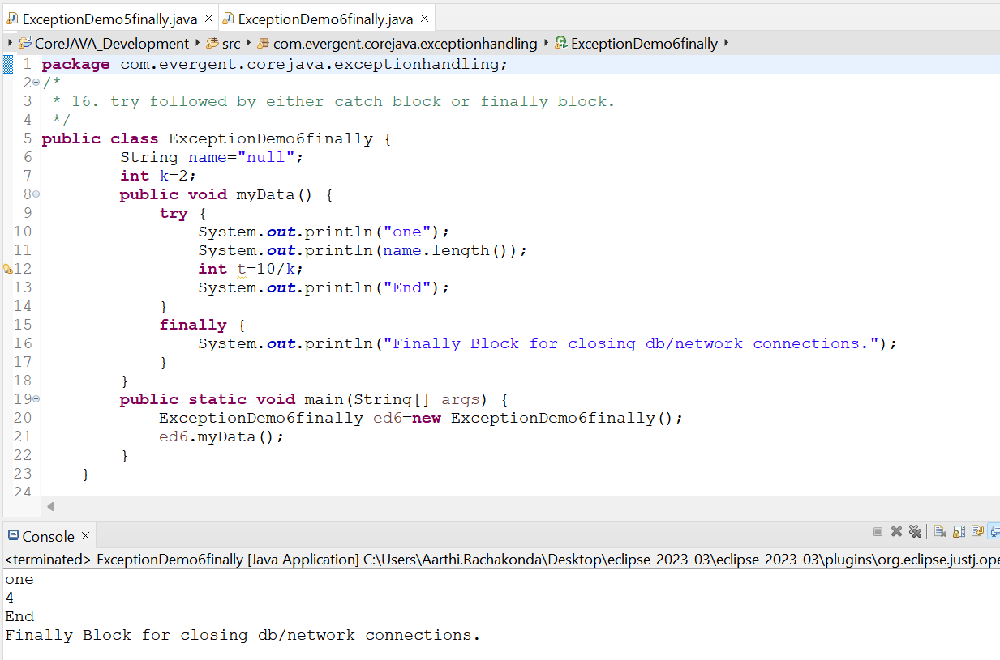 ExceptionDemo5finally.java ExceptionDemo6finally.java
CoreJAVA_Development src com.evergent.corejava.exceptionhandling ExceptionDemo6finally
1 package com.evergent.corejava.exceptionhandling;
2 /*
3  * 16. try followed by either catch block or finally block.
4  */
5 public class ExceptionDemo6finally {
6         String name="null";
7         int k=2;
8         public void myData() {
9             try {
10                 System.out.println("one");
11                 System.out.println(name.length());
12                 int t=10/k;
13                 System.out.println("End");
14             }
15             finally {
16                 System.out.println("Finally Block for closing db/network connections.");
17             }
18         }
19         public static void main(String[] args) {
20             ExceptionDemo6finally ed6=new ExceptionDemo6finally();
21             ed6.myData();
22         }
23     }
24
Console
<terminated> ExceptionDemo6finally [Java Application] C:\Users\Aarthi.Rachakonda\Desktop\eclipse-2023-03\eclipse-2023-03\plugins\org.eclipse.justj.ope
one
4
End
Finally Block for closing db/network connections.